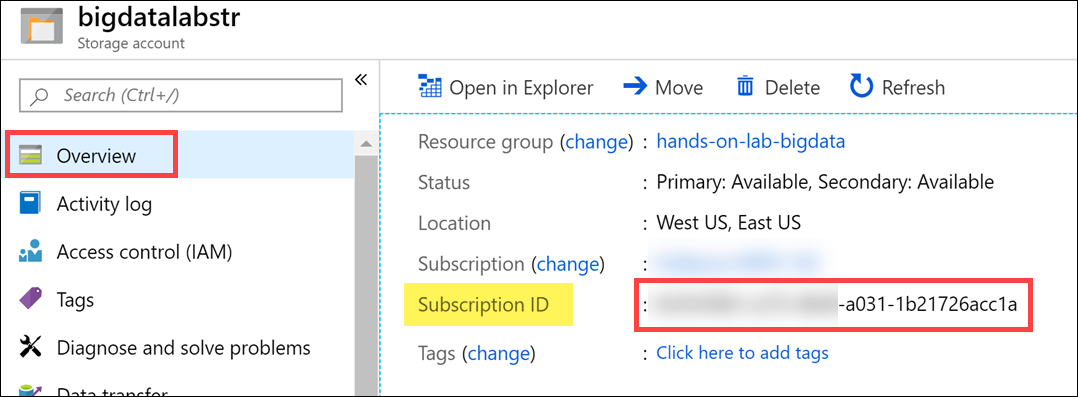 bigdatalabstr
Storage account
Search (Ctrl+/)
«
Overview
Activity log
Access control (IAM)
Tags
Diagnose and solve problems
Data transfer
Open in Explorer Move Delete Refresh
Resource group (change) : hands-on-lab-bigdata
Status : Primary: Available, Secondary: Available
Location : West US, East US
Subscription (change) :
Subscription ID : -a031-1b21726acc1a
Tags (change) : Click here to add tags